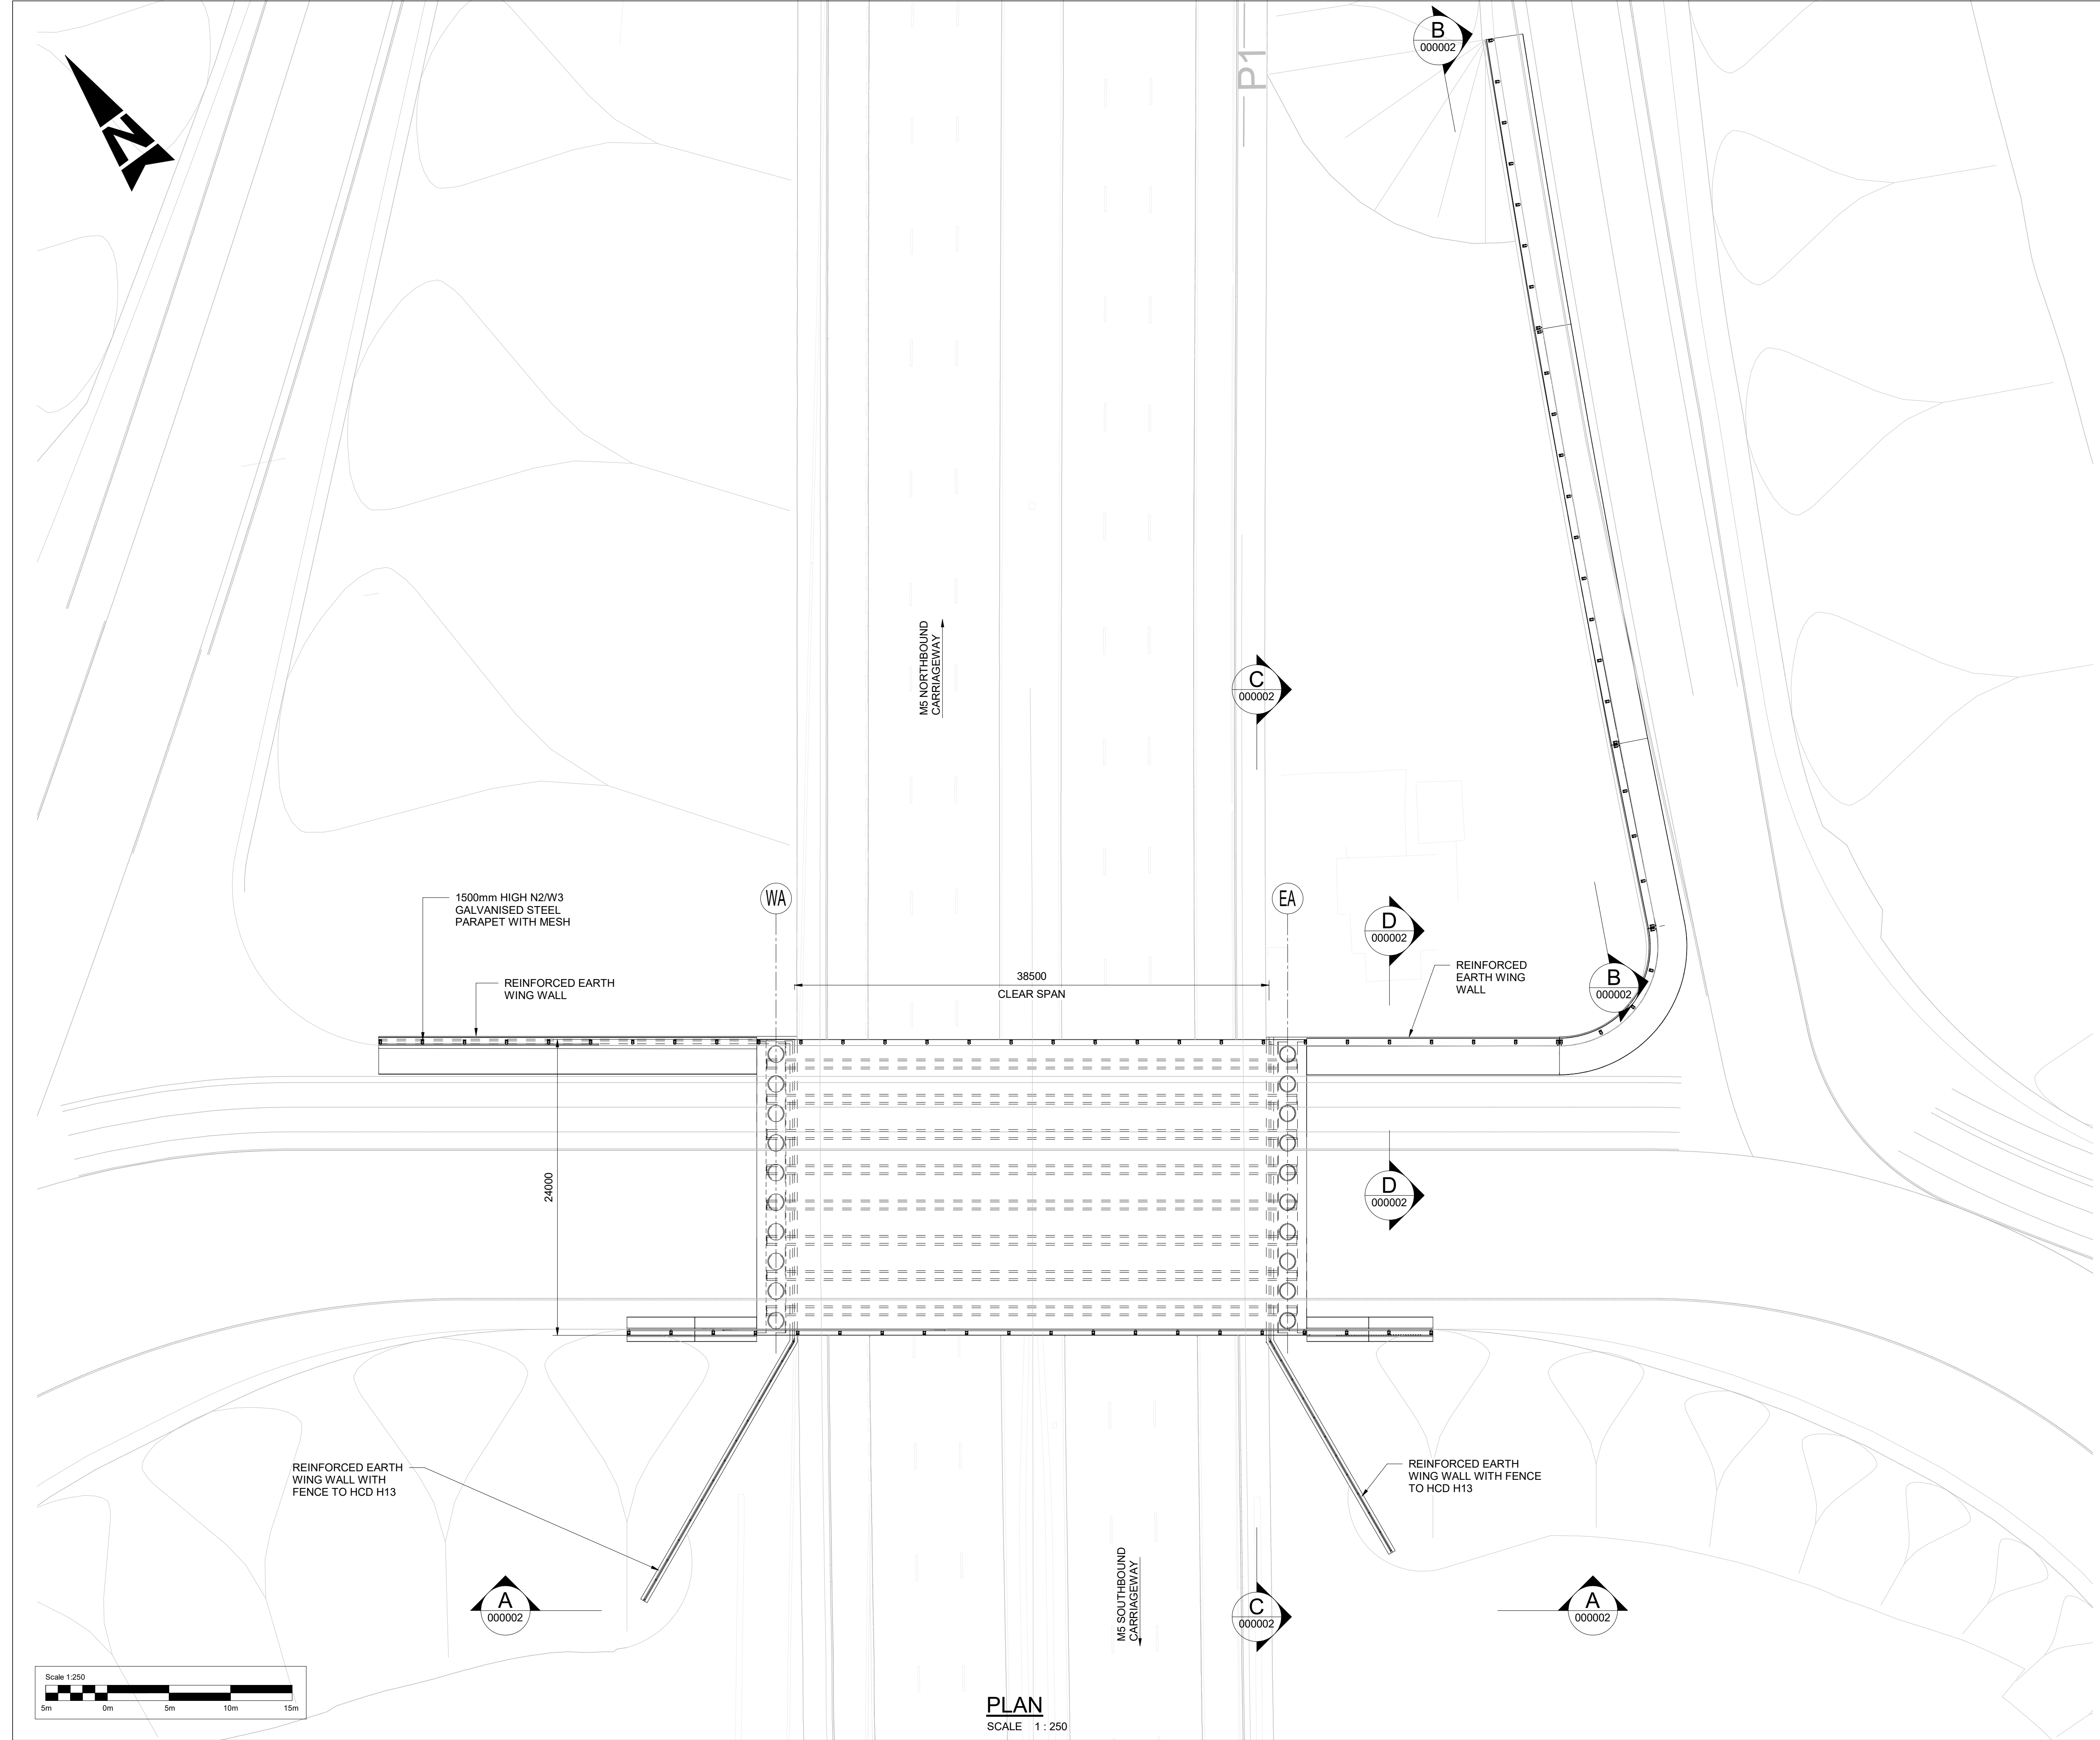 B
000002
P1
N
M5 NORTHBOUND
CARRIAGEWAY
C
000002
1500mm HIGH N2/W3
GALVANISED STEEL
PARAPET WITH MESH
WA
EA
D
000002
REINFORCED EARTH
WING WALL
38500
CLEAR SPAN
REINFORCED
EARTH WING
WALL
B
000002
24000
D
000002
REINFORCED EARTH
WING WALL WITH
FENCE TO HCD H13
REINFORCED EARTH
WING WALL WITH FENCE
TO HCD H13
A
000002
M5 SOUTHBOUND
CARRIAGEWAY
C
000002
A
000002
Scale 1:250
5m 0m 5m 10m 15m
PLAN
SCALE 1 : 250